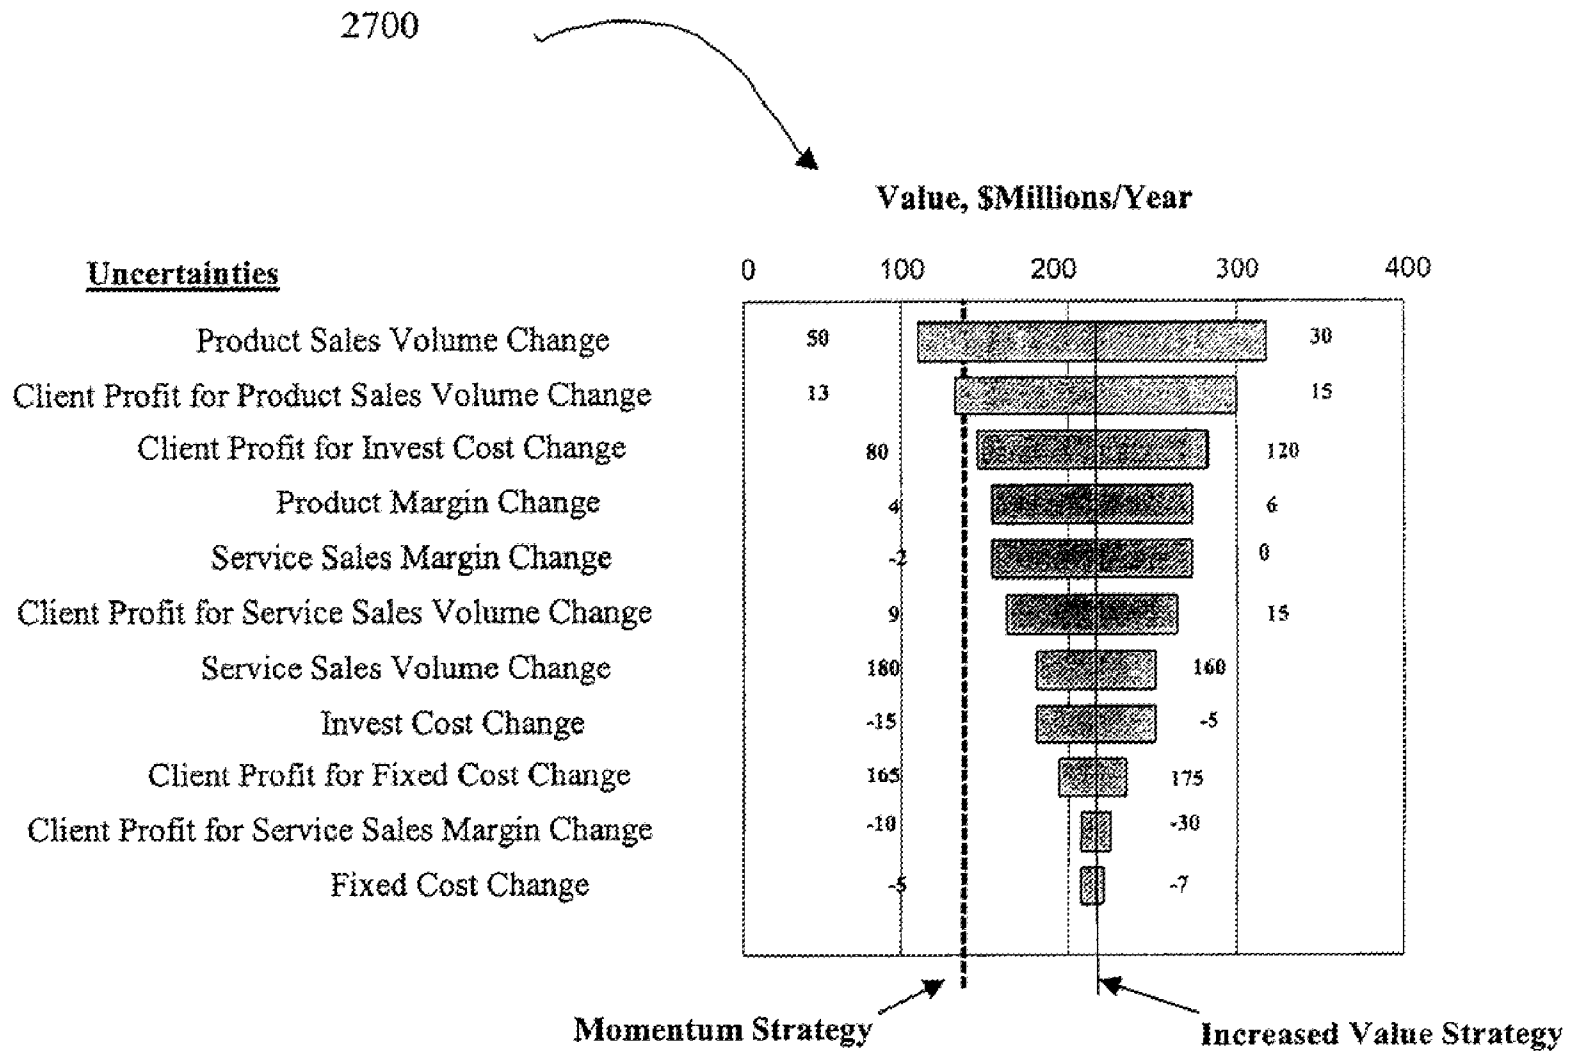 2700
Value, $Millions/Year
Uncertainties 0 100 200 300 400
Product Sales Volume Change 50 30
Client Profit for Product Sales Volume Change 13 15
Client Profit for Invest Cost Change 80 120
Product Margin Change 4 6
Service Sales Margin Change -2 0
Client Profit for Service Sales Volume Change 9 15
Service Sales Volume Change 180 160
Invest Cost Change -15 -5
Client Profit for Fixed Cost Change 165 175
Client Profit for Service Sales Margin Change -10 -30
Fixed Cost Change -5 -7
Momentum Strategy Increased Value Strategy